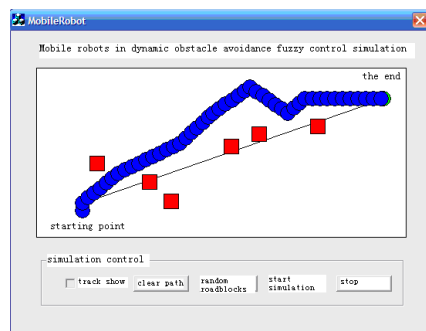 MobileRobot
Mobile robots in dynamic obstacle avoidance fuzzy control simulation
the end
starting point
simulation control
track show
clear path
random
roadblocks
start
simulation
stop